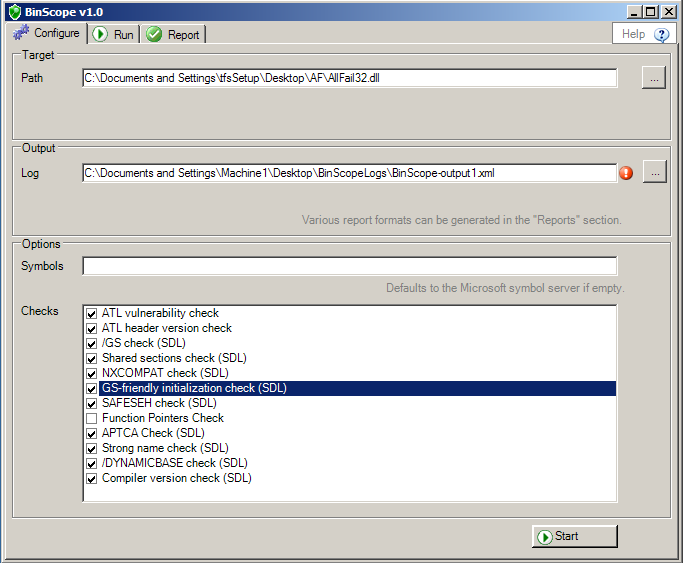 BinScope v1.0
Configure Run Report Help
Target
Path C:\Documents and Settings\tfsSetup\Desktop\AF\AllFail32.dll ...
Output
Log C:\Documents and Settings\Machine1\Desktop\BinScopeLogs\BinScope-output1.xml ...
Various report formats can be generated in the "Reports" section.
Options
Symbols
Defaults to the Microsoft symbol server if empty.
Checks
ATL vulnerability check
ATL header version check
/GS check (SDL)
Shared sections check (SDL)
NXCOMPAT check (SDL)
GS-friendly initialization check (SDL)
SAFESEH check (SDL)
Function Pointers Check
APTCA Check (SDL)
Strong name check (SDL)
/DYNAMICBASE check (SDL)
Compiler version check (SDL)
Start